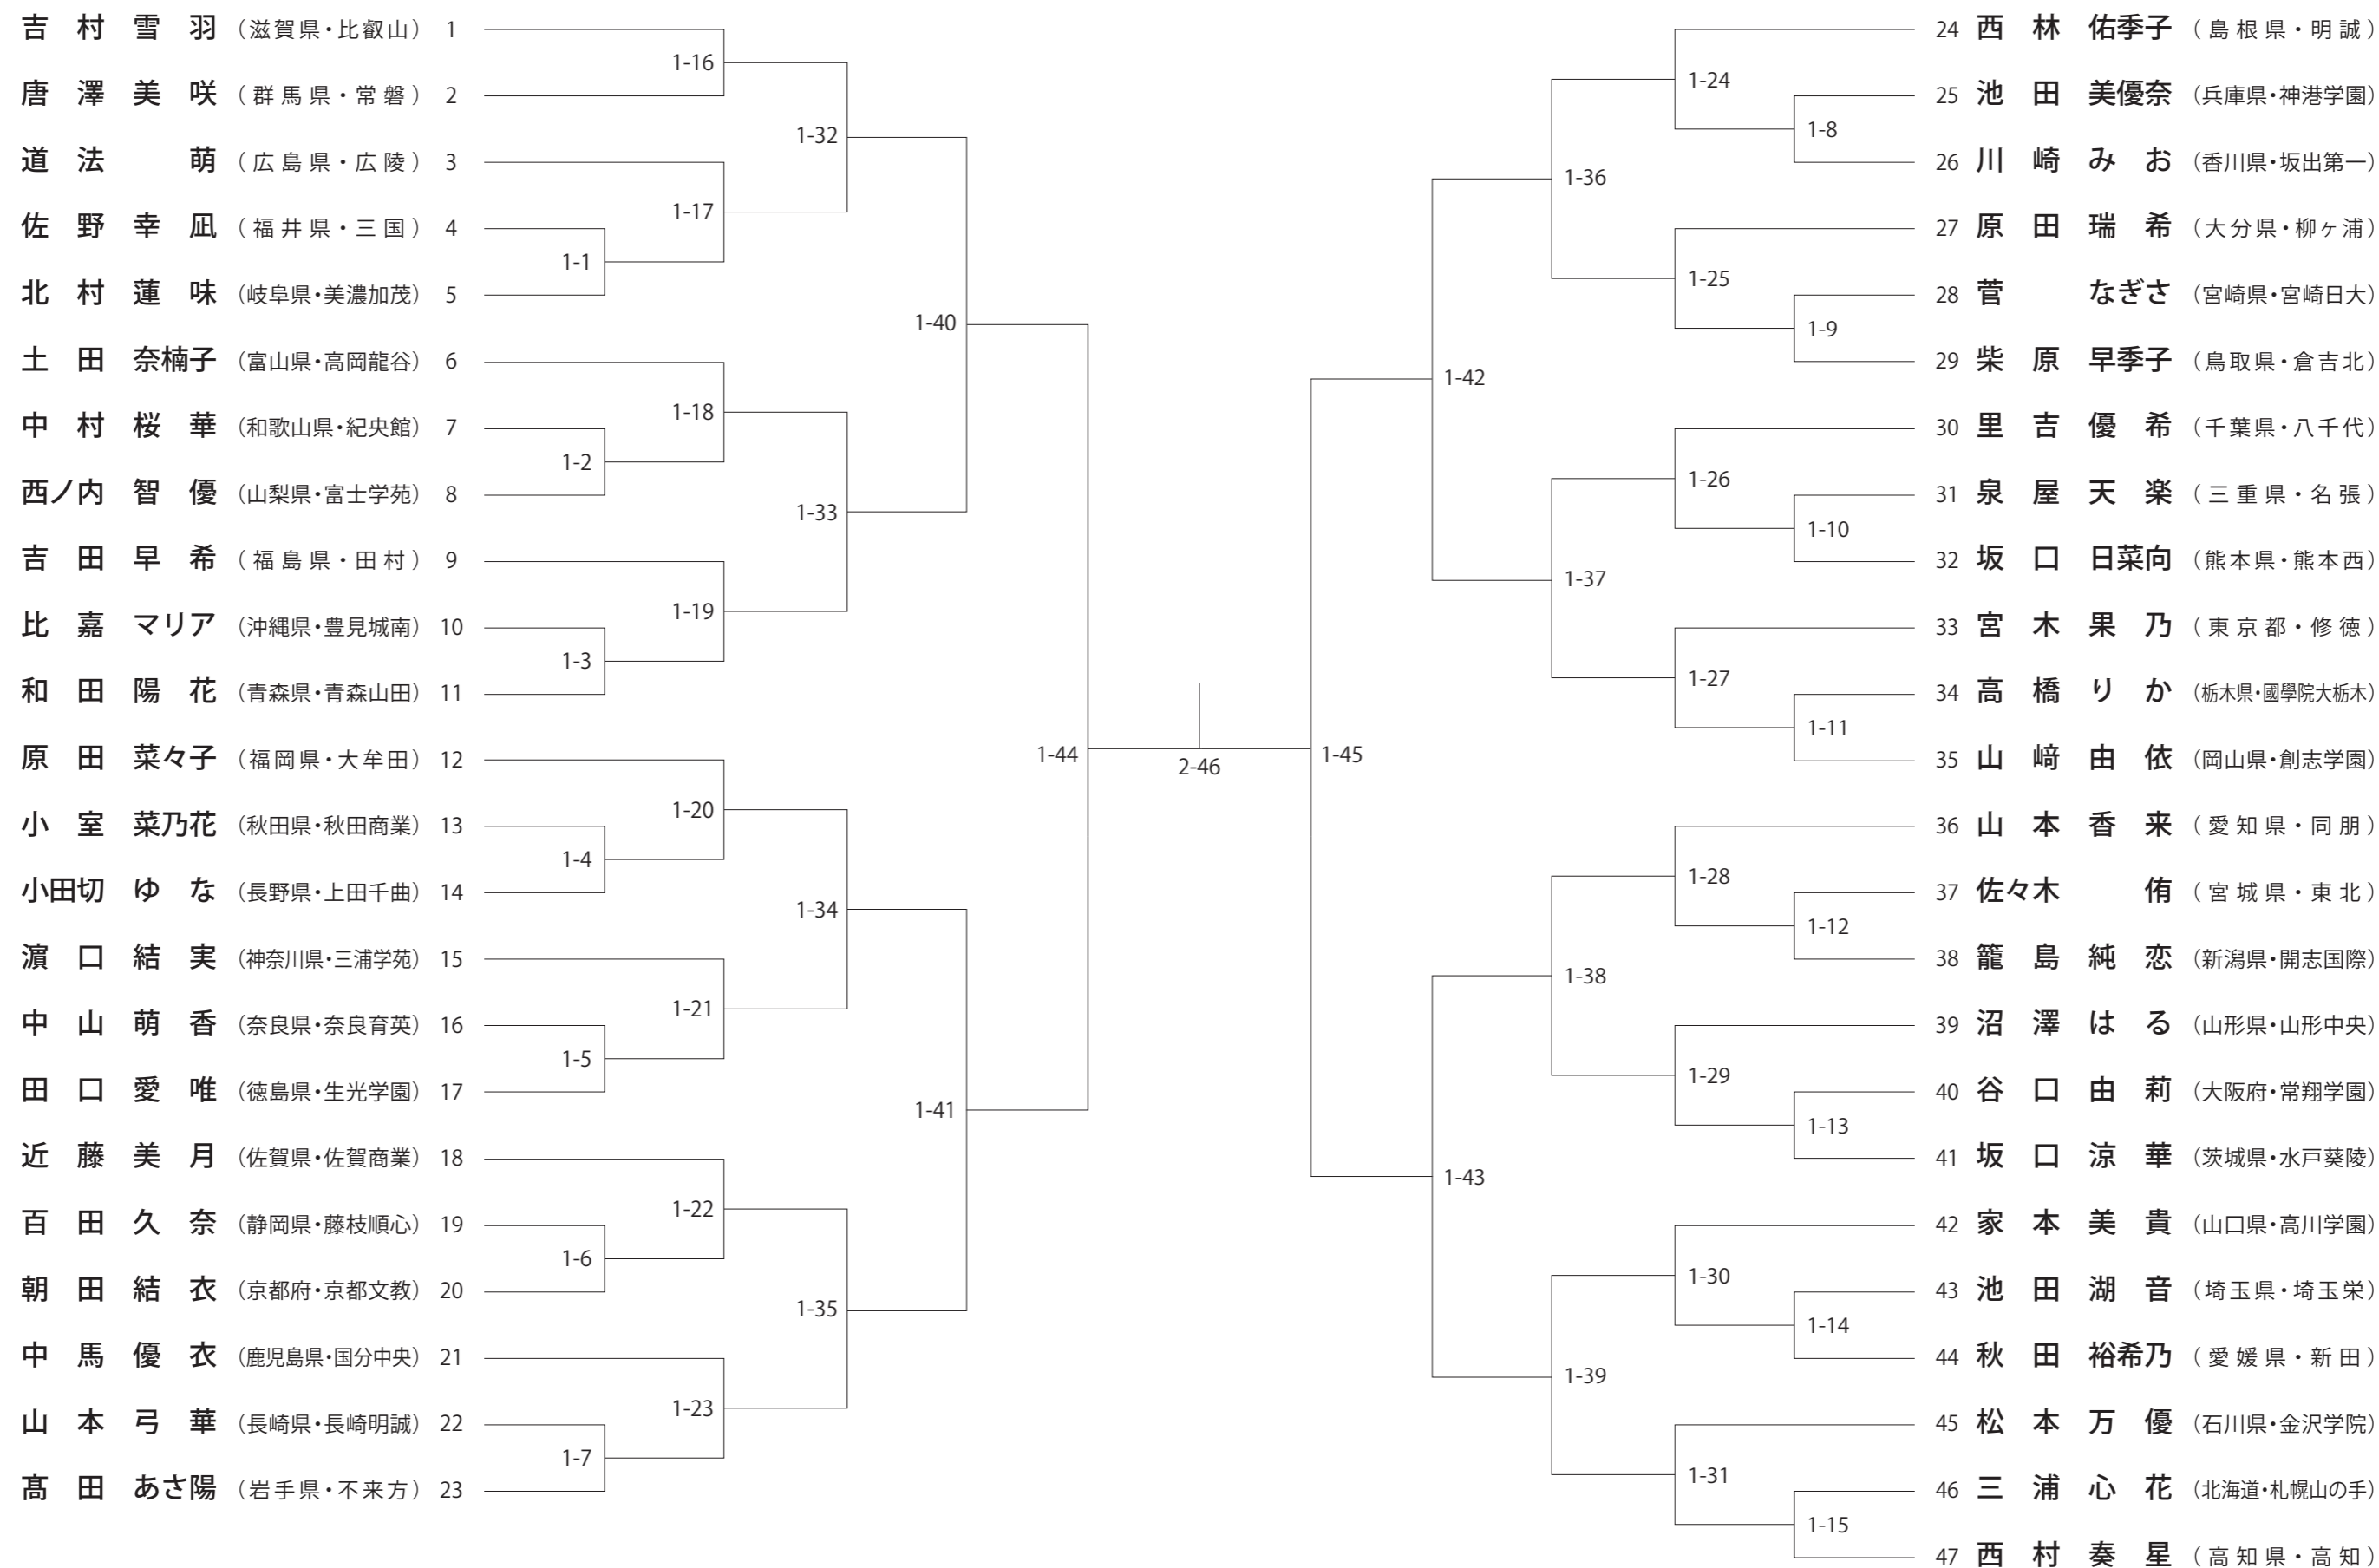 吉村雪羽（滋賀県・比叡山）1
唐澤美咲（群馬県・常磐）2
道法萌（広島県・広陵）3
佐野幸凪（福井県・三国）4
北村蓮味（岐阜県・美濃加茂）5
土田奈楠子（富山県・高岡龍谷）6
中村桜華（和歌山県・紀央館）7
西ノ内智優（山梨県・富士学苑）8
吉田早希（福島県・田村）9
比嘉マリア（沖縄県・豊見城南）10
和田陽花（青森県・青森山田）11
原田菜々子（福岡県・大牟田）12
小室菜乃花（秋田県・秋田商業）13
小田切ゆな（長野県・上田千曲）14
濵口結実（神奈川県・三浦学苑）15
中山萌香（奈良県・奈良育英）16
田口愛唯（徳島県・生光学園）17
近藤美月（佐賀県・佐賀商業）18
百田久奈（静岡県・藤枝順心）19
朝田結衣（京都府・京都文教）20
中馬優衣（鹿児島県・国分中央）21
山本弓華（長崎県・長崎明誠）22
髙田あさ陽（岩手県・不来方）23
1-1
1-2
1-3
1-4
1-5
1-6
1-7
1-16
1-17
1-18
1-19
1-20
1-21
1-22
1-23
1-32
1-33
1-34
1-35
1-40
1-41
1-44
2-46
1-45
1-42
1-43
1-36
1-37
1-38
1-39
1-24
1-25
1-26
1-27
1-28
1-29
1-30
1-31
1-8
1-9
1-10
1-11
1-12
1-13
1-14
1-15
24 西林佑季子（島根県・明誠）
25 池田美優奈（兵庫県・神港学園）
26 川崎みお（香川県・坂出第一）
27 原田瑞希（大分県・柳ヶ浦）
28 菅なぎさ（宮崎県・宮崎日大）
29 柴原早季子（鳥取県・倉吉北）
30 里吉優希（千葉県・八千代）
31 泉屋天楽（三重県・名張）
32 坂口日菜向（熊本県・熊本西）
33 宮木果乃（東京都・修徳）
34 高橋りか（栃木県・國學院大栃木）
35 山﨑由依（岡山県・創志学園）
36 山本香来（愛知県・同朋）
37 佐々木侑（宮城県・東北）
38 籠島純恋（新潟県・開志国際）
39 沼澤はる（山形県・山形中央）
40 谷口由莉（大阪府・常翔学園）
41 坂口涼華（茨城県・水戸葵陵）
42 家本美貴（山口県・高川学園）
43 池田湖音（埼玉県・埼玉栄）
44 秋田裕希乃（愛媛県・新田）
45 松本万優（石川県・金沢学院）
46 三浦心花（北海道・札幌山の手）
47 西村奏星（高知県・高知）